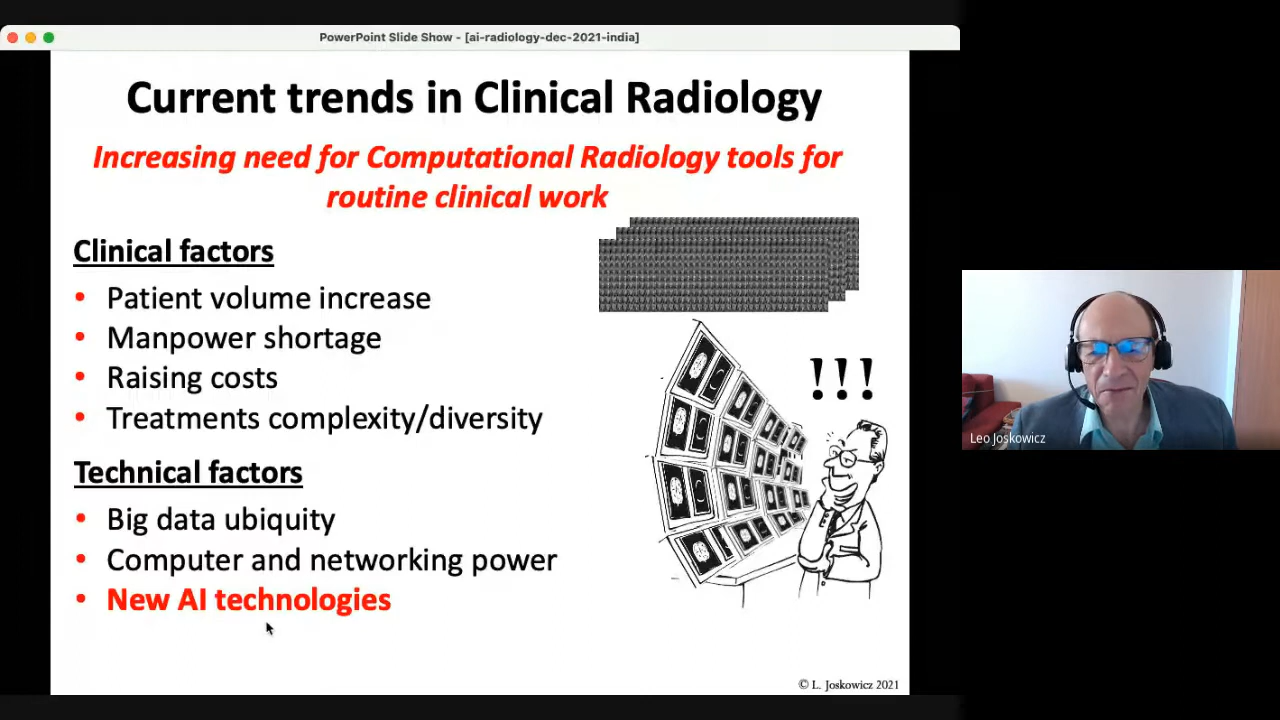 PowerPoint Slide Show - [ai-radiology-dec-2021-india]
Current trends in Clinical Radiology
Increasing need for Computational Radiology tools for
routine clinical work
Clinical factors
• Patient volume increase
• Manpower shortage
• Raising costs
• Treatments complexity/diversity
!!!
Technical factors
• Big data ubiquity
• Computer and networking power
• New AI technologies
© L. Joskowicz 2021
Leo Joskowicz